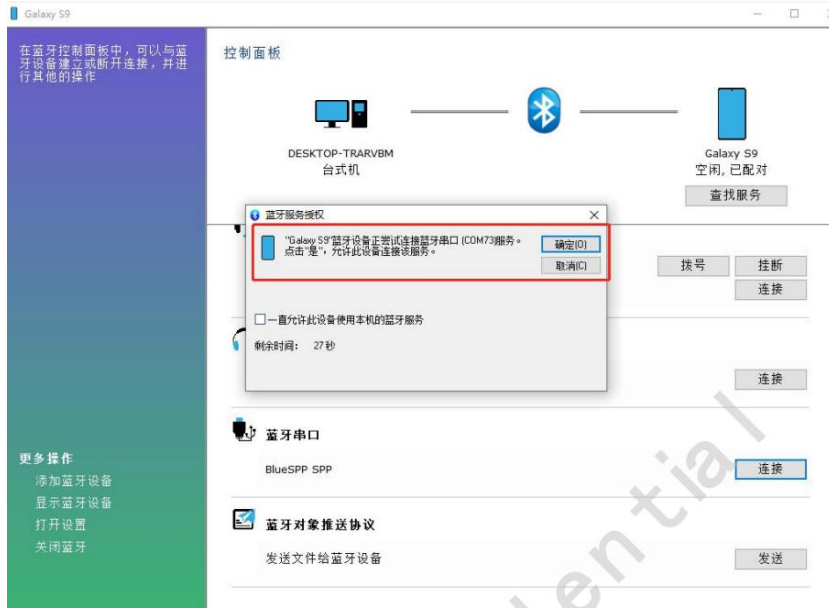 Galaxy S9
在蓝牙控制面板中，可以与蓝
牙设备建立或断开连接，并进
行其他的操作
控制面板
DESKTOP-TRARVBM
台式机
Galaxy S9
空闲, 已配对
查找服务
蓝牙服务授权
"Galaxy S9"蓝牙设备正尝试连接蓝牙串口 (COM73)服务。
点击"是"，允许此设备连接该服务。
确定(O)
取消(C)
一直允许此设备使用本机的蓝牙服务
剩余时间： 27 秒
拨号
挂断
连接
连接
蓝牙串口
BlueSPP SPP
连接
蓝牙对象推送协议
发送文件给蓝牙设备
发送
更多操作
添加蓝牙设备
显示蓝牙设备
打开设置
关闭蓝牙
dential